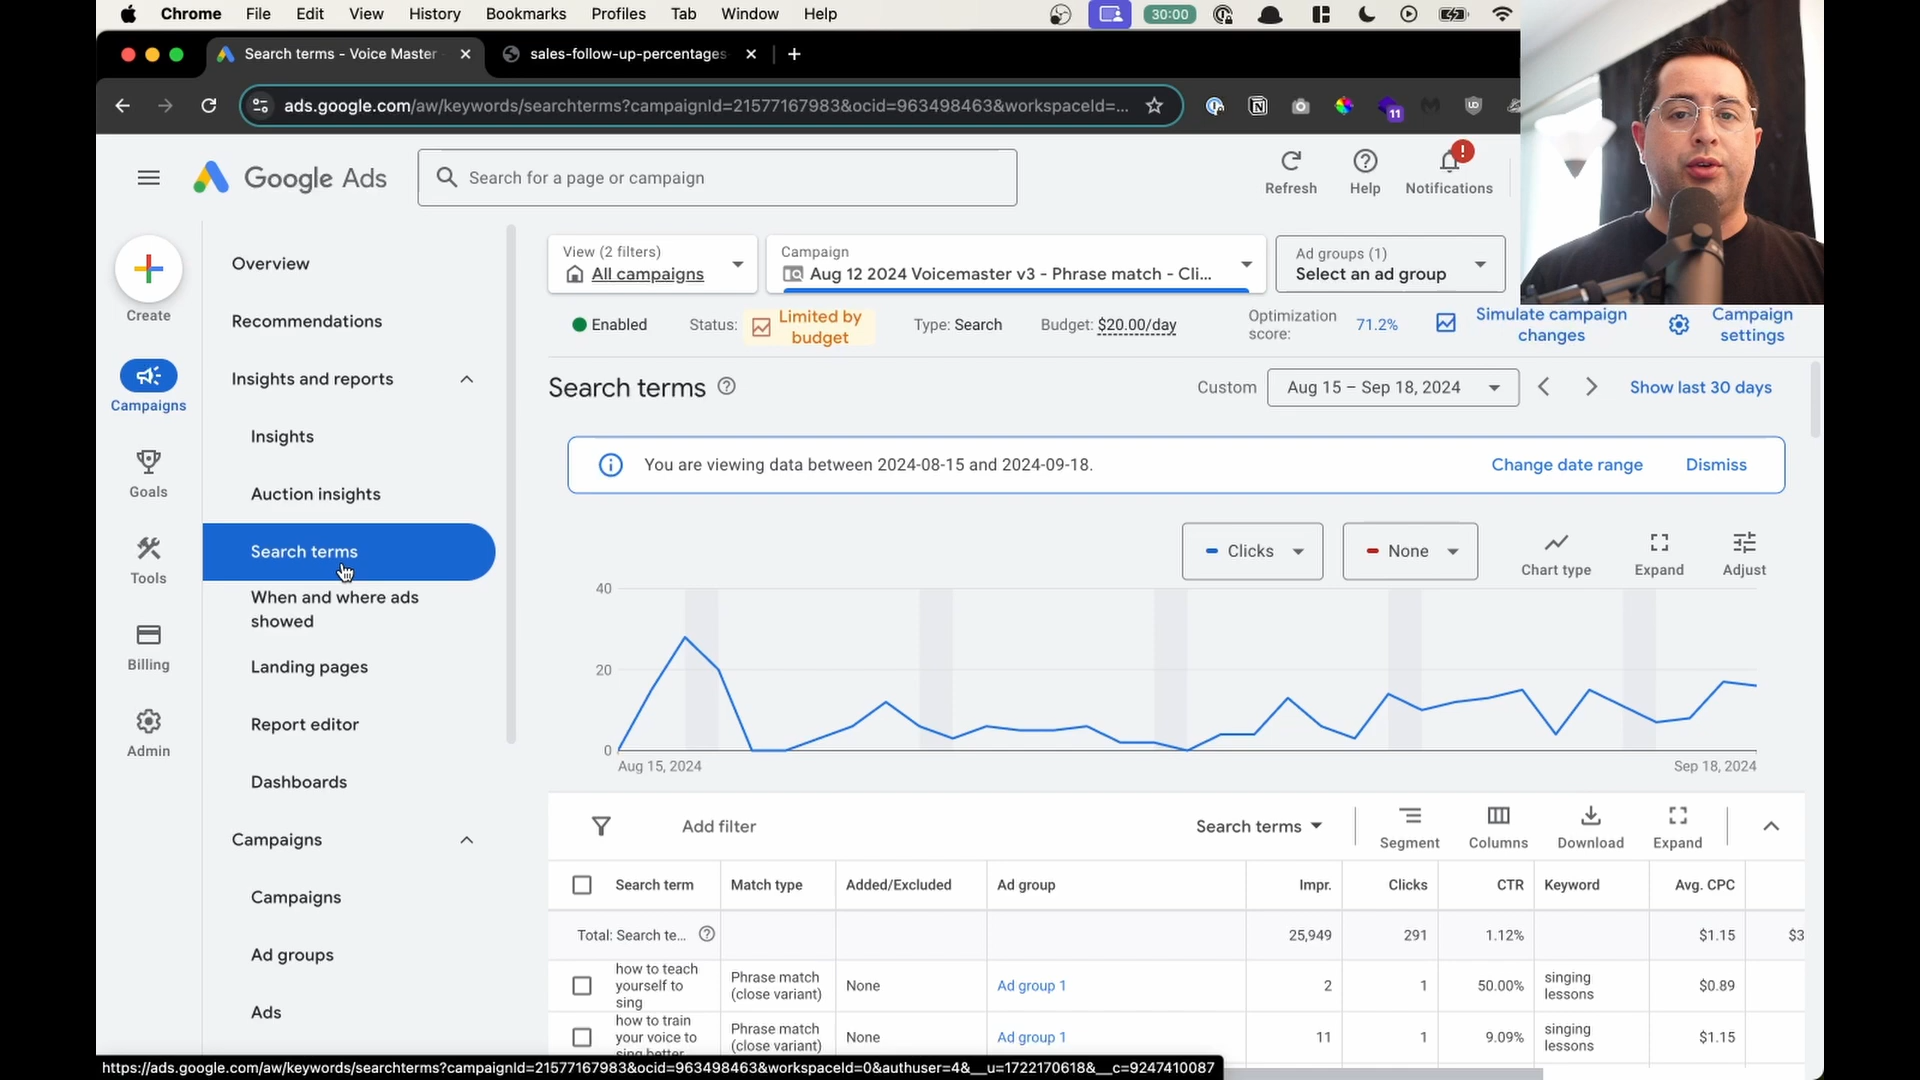 Chrome File Edit View History Bookmarks Profiles Tab Window Help 30:00
Search terms - Voice Master
sales-follow-up-percentages-
ads.google.com/aw/keywords/searchterms?campaignId=21577167983&ocid=963498463&workspaceId=...
11
Google Ads
Search for a page or campaign
Refresh
Help
Notifications
!
Create
Campaigns
Goals
Tools
Billing
Admin
Overview
Recommendations
Insights and reports
Insights
Auction insights
Search terms
When and where ads
showed
Landing pages
Report editor
Dashboards
Campaigns
Campaigns
Ad groups
Ads
View (2 filters)
All campaigns
Campaign
Aug 12 2024 Voicemaster v3 - Phrase match - Cli...
Ad groups (1)
Select an ad group
Enabled
Status:
Limited by
budget
Type: Search
Budget: $20.00/day
Optimization
score:
71.2%
Simulate campaign
changes
Campaign
settings
Search terms
Custom
Aug 15 – Sep 18, 2024
Show last 30 days
You are viewing data between 2024-08-15 and 2024-09-18.
Change date range
Dismiss
Clicks
None
Chart type
Expand
Adjust
40
20
0
Aug 15, 2024
Sep 18, 2024
Add filter
Search terms
Segment
Columns
Download
Expand
Search term Match type Added/Excluded Ad group Impr. Clicks CTR Keyword Avg. CPC
Total: Search te... 25,949 291 1.12% $1.15 $3
how to teach
yourself to
sing
Phrase match
(close variant)
None
Ad group 1
2
1
50.00%
singing
lessons
$0.89
how to train
your voice to
sing better
Phrase match
(close variant)
None
Ad group 1
11
1
9.09%
singing
lessons
$1.15
https://ads.google.com/aw/keywords/searchterms?campaignId=21577167983&ocid=963498463&workspaceId=0&authuser=4&__u=1722170618&__c=9247410087